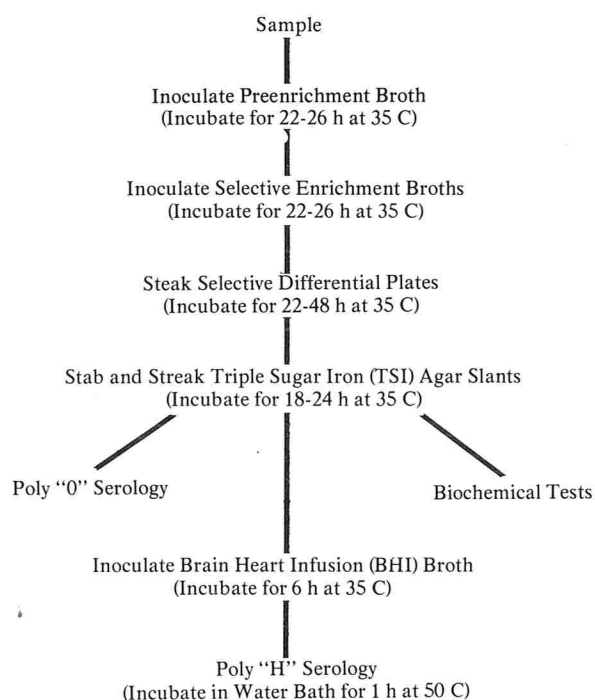 Sample
Inoculate Preenrichment Broth
(Incubate for 22-26 h at 35 C)
Inoculate Selective Enrichment Broths
(Incubate for 22-26 h at 35 C)
Steak Selective Differential Plates
(Incubate for 22-48 h at 35 C)
Stab and Streak Triple Sugar Iron (TSI) Agar Slants
(Incubate for 18-24 h at 35 C)
Poly “0” Serology
Biochemical Tests
Inoculate Brain Heart Infusion (BHI) Broth
(Incubate for 6 h at 35 C)
Poly “H” Serology
(Incubate in Water Bath for 1 h at 50 C)